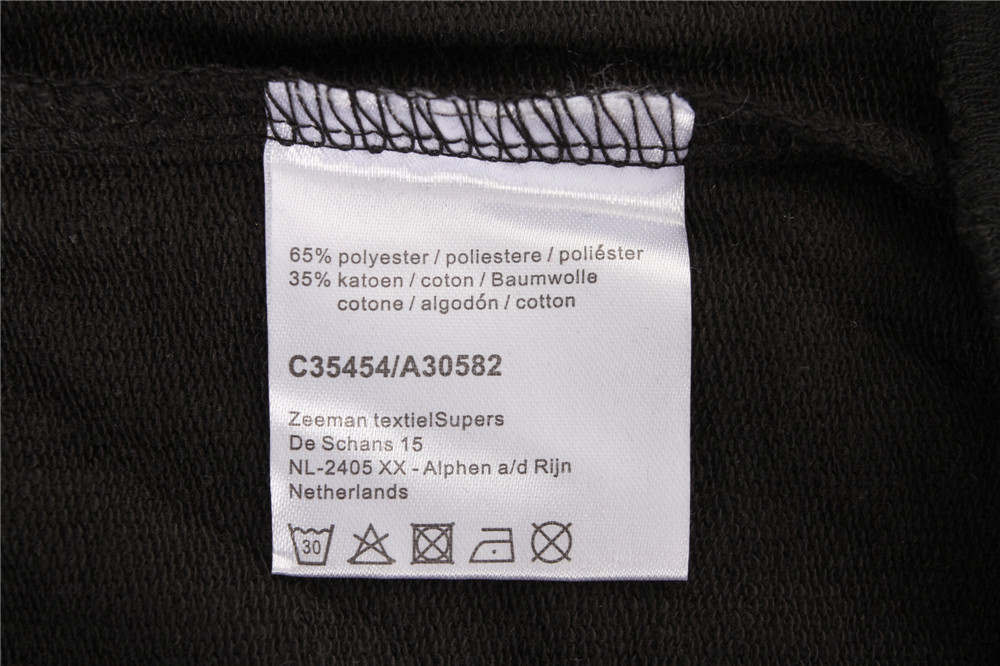 65% polyester / poliestere / poliéster
35% katoen / coton / Baumwolle
cotone / algodón / cotton
C35454/A30582
Zeeman textielSupers
De Schans 15
NL-2405 XX - Alphen a/d Rijn
Netherlands
30